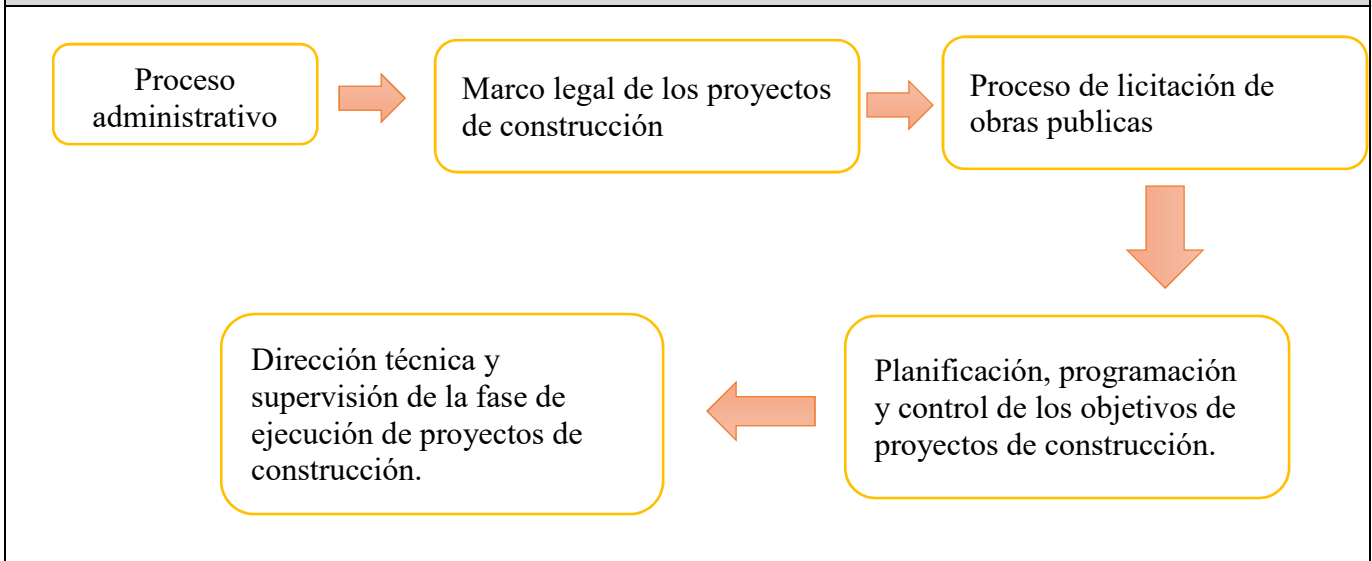 Proceso
administrativo
Marco legal de los proyectos
de construcción
Proceso de licitación de
obras publicas
Planificación, programación
y control de los objetivos de
proyectos de construcción.
Dirección técnica y
supervisión de la fase de
ejecución de proyectos de
construcción.